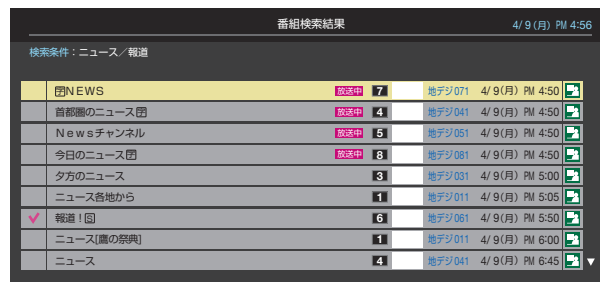 番組検索結果 4/ 9(月) PM 4:56
検索条件：ニュース／報道
🈑NEWS 放送中 7 地デジ071 4/ 9(月) PM 4:50
首都圏のニュース🈑 放送中 4 地デジ041 4/ 9(月) PM 4:50
Ｎｅｗｓチャンネル 放送中 5 地デジ051 4/ 9(月) PM 4:50
今日のニュース🈑 放送中 8 地デジ081 4/ 9(月) PM 4:50
夕方のニュース 3 地デジ031 4/ 9(月) PM 5:00
ニュース各地から 1 地デジ011 4/ 9(月) PM 5:05
✓ 報道！🅂 6 地デジ061 4/ 9(月) PM 5:50
ニュース[鷹の祭典] 1 地デジ011 4/ 9(月) PM 6:00
ニュース 4 地デジ041 4/ 9(月) PM 6:45 ▼